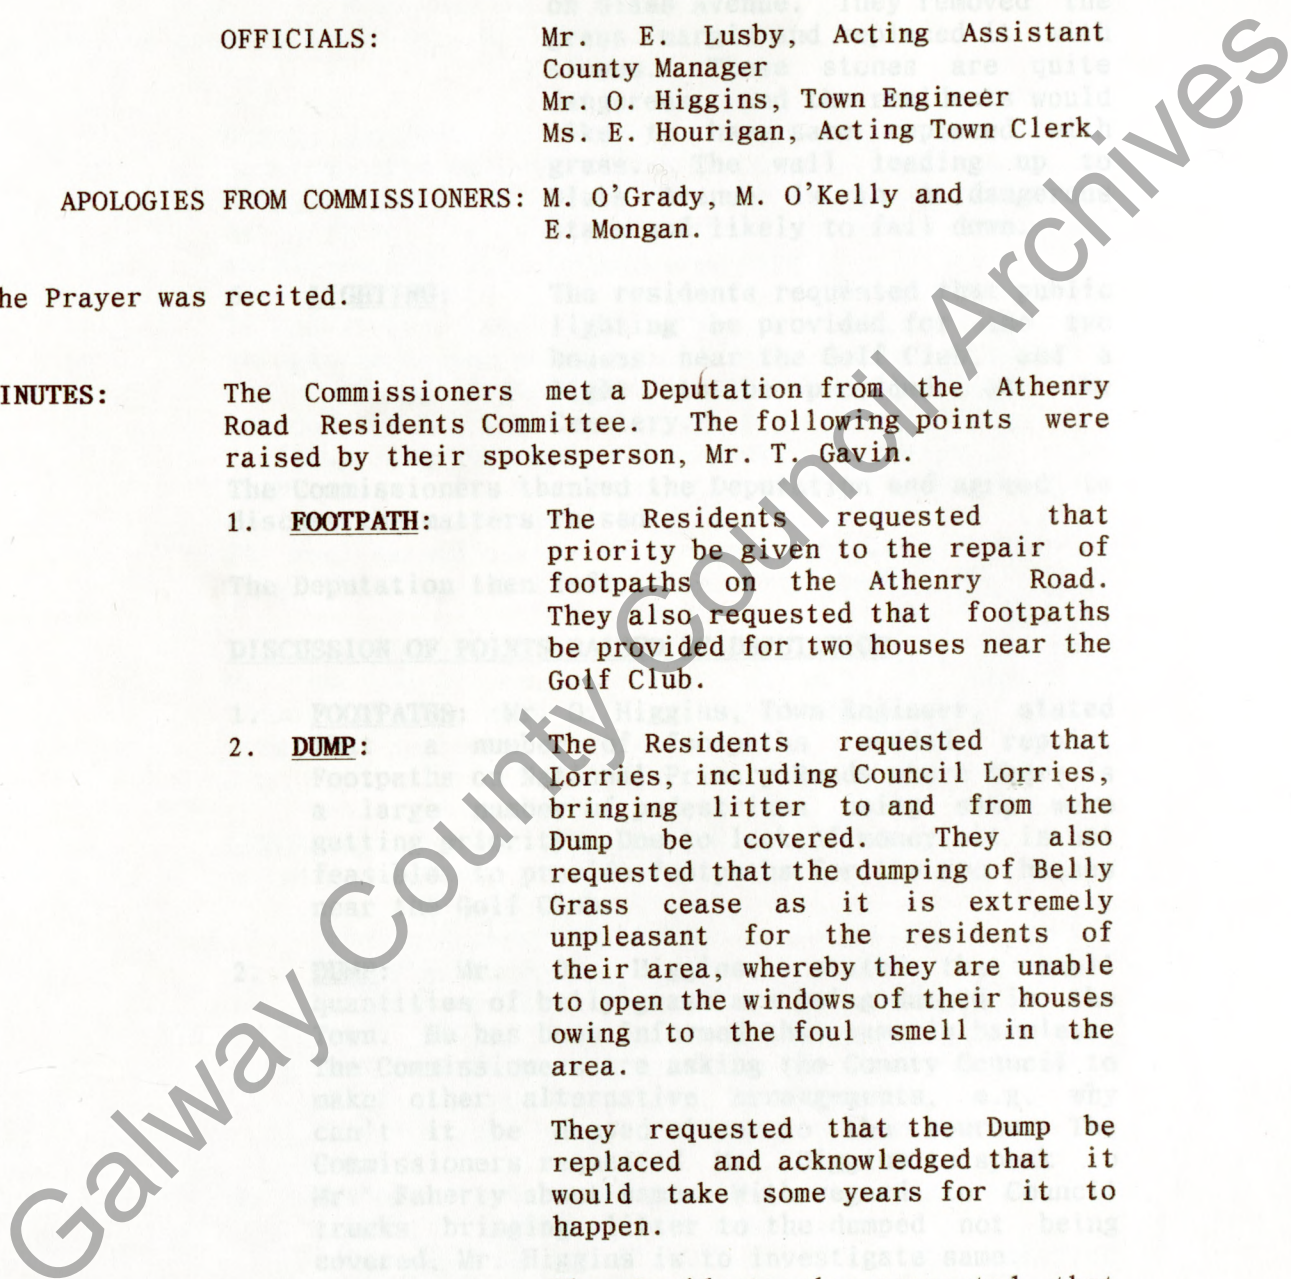 OFFICIALS: Mr. E. Lusby, Acting Assistant
County Manager
Mr. O. Higgins, Town Engineer
Ms. E. Hourigan, Acting Town Clerk.
APOLOGIES FROM COMMISSIONERS: M. O'Grady, M. O'Kelly and
E. Mongan.
he Prayer was recited.
INUTES: The Commissioners met a Deputation from the Athenry
Road Residents Committee. The following points were
raised by their spokesperson, Mr. T. Gavin.
1. FOOTPATH: The Residents requested that
priority be given to the repair of
footpaths on the Athenry Road.
They also requested that footpaths
be provided for two houses near the
Golf Club.
2. DUMP: The Residents requested that
Lorries, including Council Lorries,
bringing litter to and from the
Dump be covered. They also
requested that the dumping of Belly
Grass cease as it is extremely
unpleasant for the residents of
their area, whereby they are unable
to open the windows of their houses
owing to the foul smell in the
area.
They requested that the Dump be
replaced and acknowledged that it
would take some years for it to
happen.
Galway County Council Archives